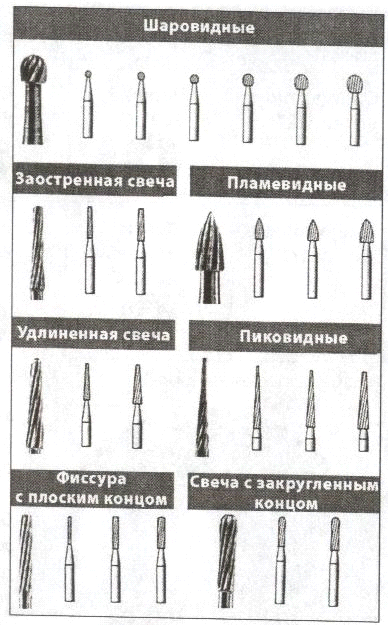 Шаровидные
Заостренная свеча
Пламевидные
Удлиненная свеча
Пиковидные
Фиссура
с плоским концом
Свеча с закругленным
концом